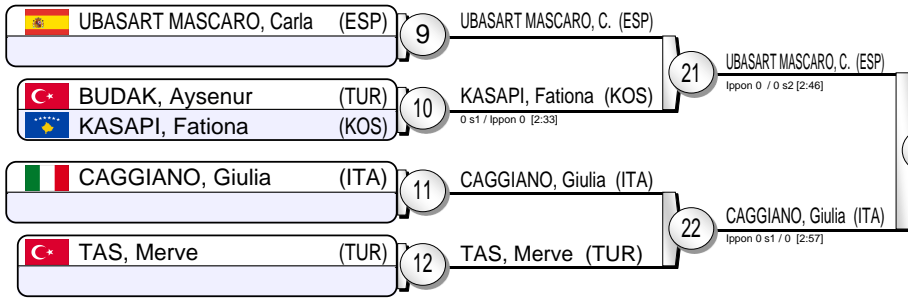 UBASART MASCARO, Carla (ESP)
9
UBASART MASCARO, C. (ESP)
21
UBASART MASCARO, C. (ESP)
Ippon 0 / 0 s2 [2:46]
BUDAK, Aysenur (TUR)
KASAPI, Fationa (KOS)
10
KASAPI, Fationa (KOS)
0 s1 / Ippon 0 [2:33]
CAGGIANO, Giulia (ITA)
11
CAGGIANO, Giulia (ITA)
22
CAGGIANO, Giulia (ITA)
Ippon 0 s1 / 0 [2:57]
TAS, Merve (TUR)
12
TAS, Merve (TUR)